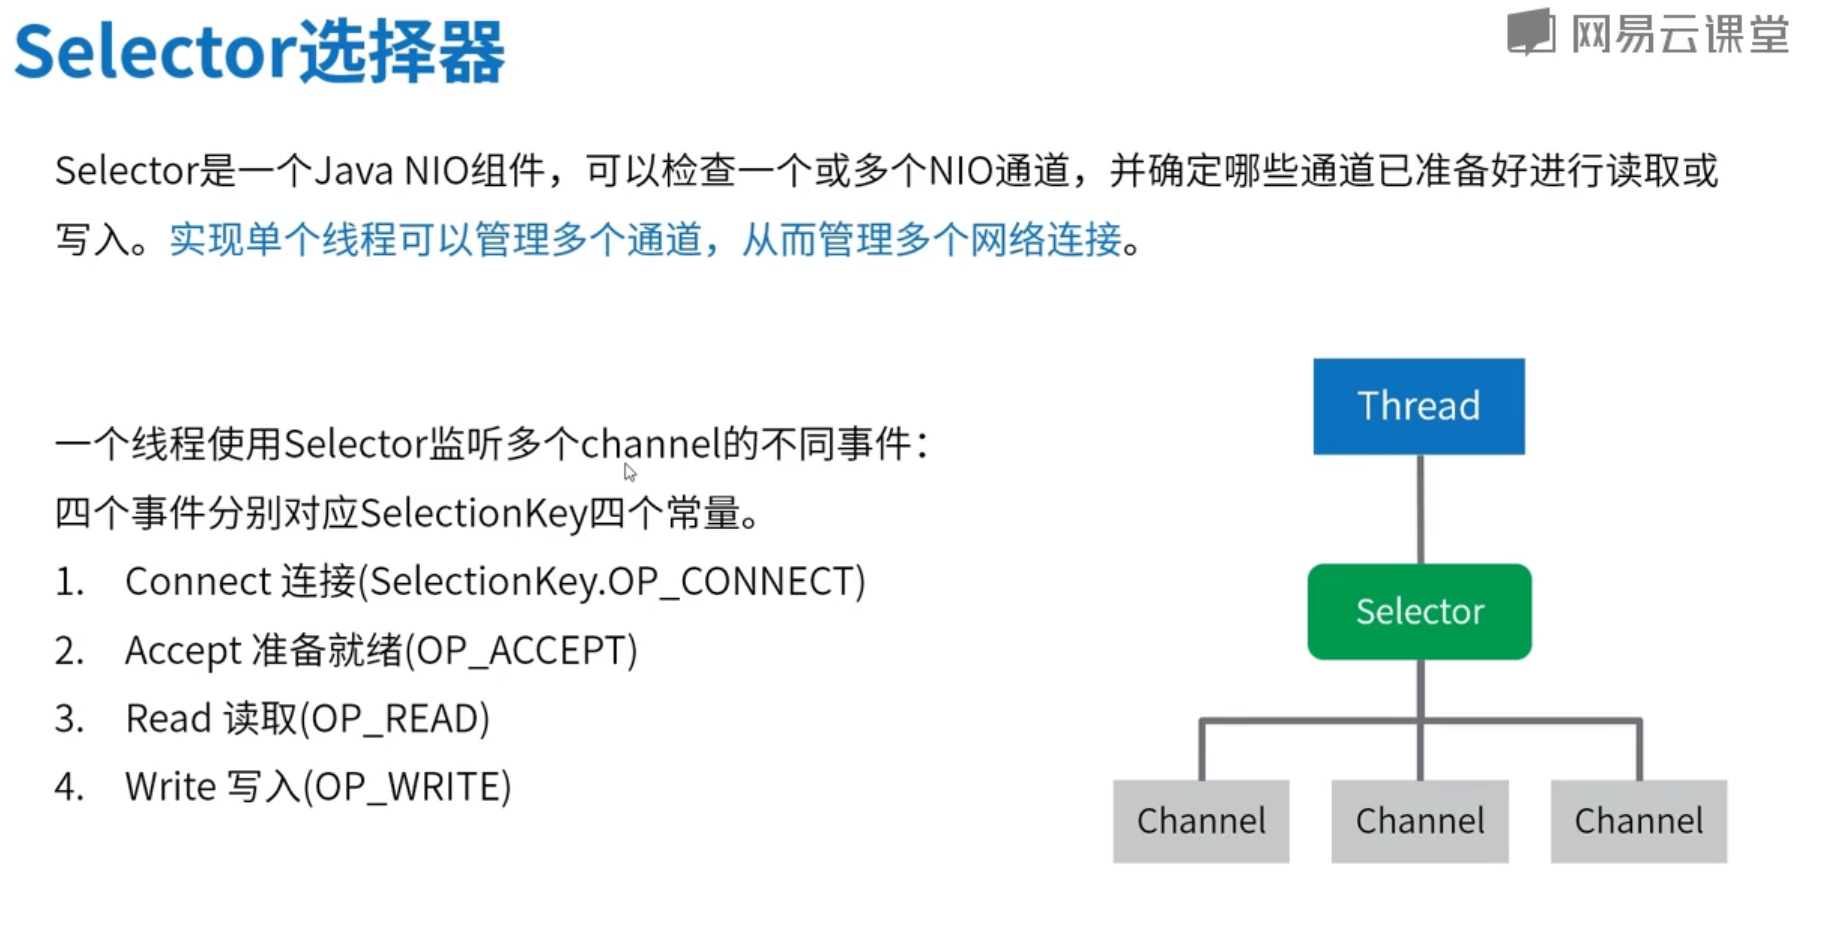 Selector选择器
网易云课堂
Selector是一个Java NIO组件，可以检查一个或多个NIO通道，并确定哪些通道已准备好进行读取或
写入。实现单个线程可以管理多个通道，从而管理多个网络连接。
一个线程使用Selector监听多个channel的不同事件：
四个事件分别对应SelectionKey四个常量。
1. Connect 连接(SelectionKey.OP_CONNECT)
2. Accept 准备就绪(OP_ACCEPT)
3. Read 读取(OP_READ)
4. Write 写入(OP_WRITE)
Thread
Selector
Channel Channel Channel